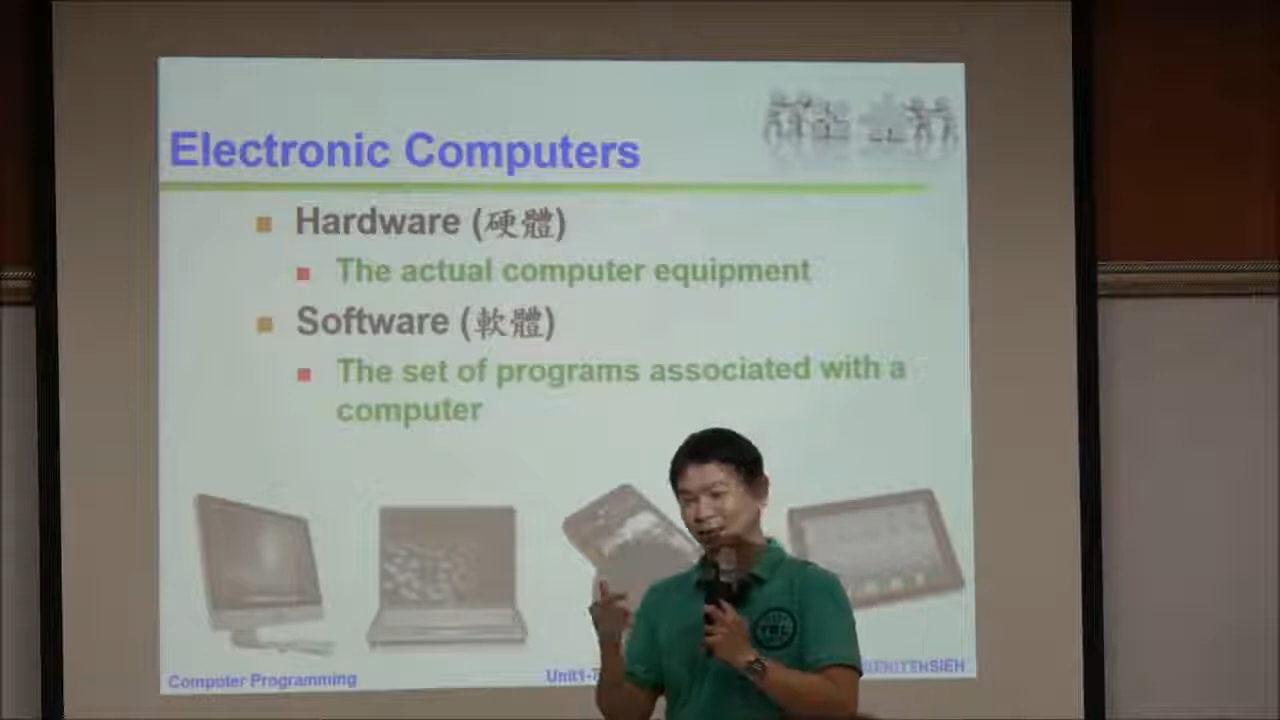 Electronic Computers
Hardware (硬體)
The actual computer equipment
Software (軟體)
The set of programs associated with a
computer
Computer Programming
Unit1-